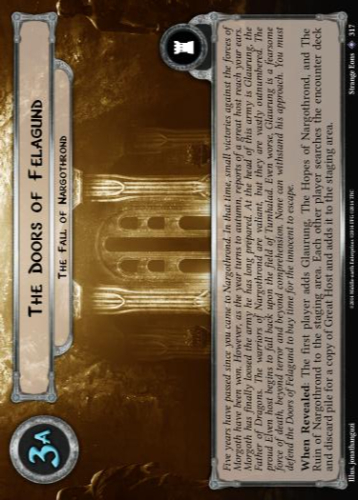 3A
The Doors of Felagund
The Fall of Nargothrond
Five years have passed since you came to Nargothrond. In that time, small victories against the forces of
Morgoth have been won. However, as the year turns to autumn, reports of a great host reach your ears.
Morgoth has finally loosed the army he has long prepared. At the head of this army is Glaurung, the
Father of Dragons. The warriors of Nargothrond are valiant, but they are vastly outnumbered. The
proud Elven host begins to fall back upon the field of Tumhalad. Even worse, Glaurung is a fearsome
force of death, beyond terror and beyond comprehension. None can withstand his approach. You must
defend the Doors of Felagund to buy time for the innocent to escape.
When Revealed: The first player adds Glaurung, The Hopes of Nargothrond, and The
Ruin of Nargothrond to the staging area. Each other player searches the encounter deck
and discard pile for a copy of Great Host and adds it to the staging area.
Illus. jonathanguzi
©2014 Middle-earth Enterprises ©2014 FFG ©2014 TBC
Strange Eons
317